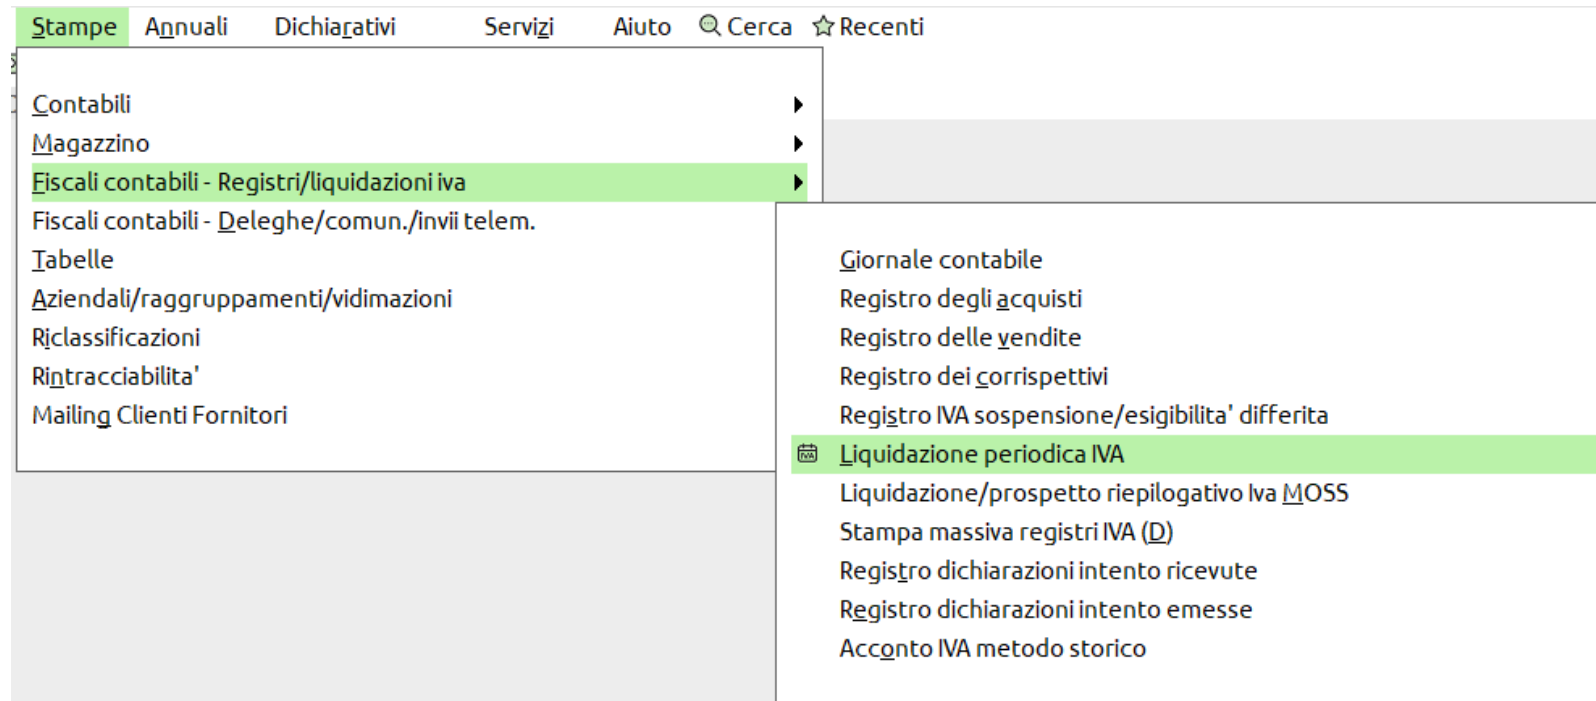 Stampe Annuali Dichiarativi Servizi Aiuto Cerca Recenti
Contabili
Magazzino
Fiscali contabili - Registri/liquidazioni iva
Fiscali contabili - Deleghe/comun./invii telem.
Tabelle
Aziendali/raggruppamenti/vidimazioni
Riclassificazioni
Rintracciabilita'
Mailing Clienti Fornitori
Giornale contabile
Registro degli acquisti
Registro delle vendite
Registro dei corrispettivi
Registro IVA sospensione/esigibilita' differita
IVA Liquidazione periodica IVA
Liquidazione/prospetto riepilogativo Iva MOSS
Stampa massiva registri IVA (D)
Registro dichiarazioni intento ricevute
Registro dichiarazioni intento emesse
Acconto IVA metodo storico